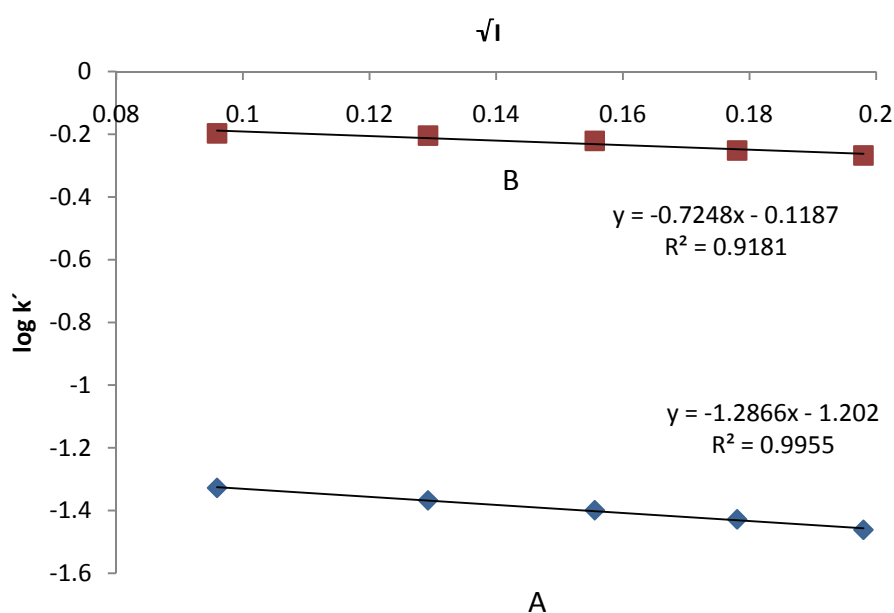 √I
0
0.08 0.1 0.12 0.14 0.16 0.18 0.2
-0.2
B
-0.4
y = -0.7248x - 0.1187
R² = 0.9181
-0.6
-0.8
log k′
-1
y = -1.2866x - 1.202
R² = 0.9955
-1.2
-1.4
-1.6
A